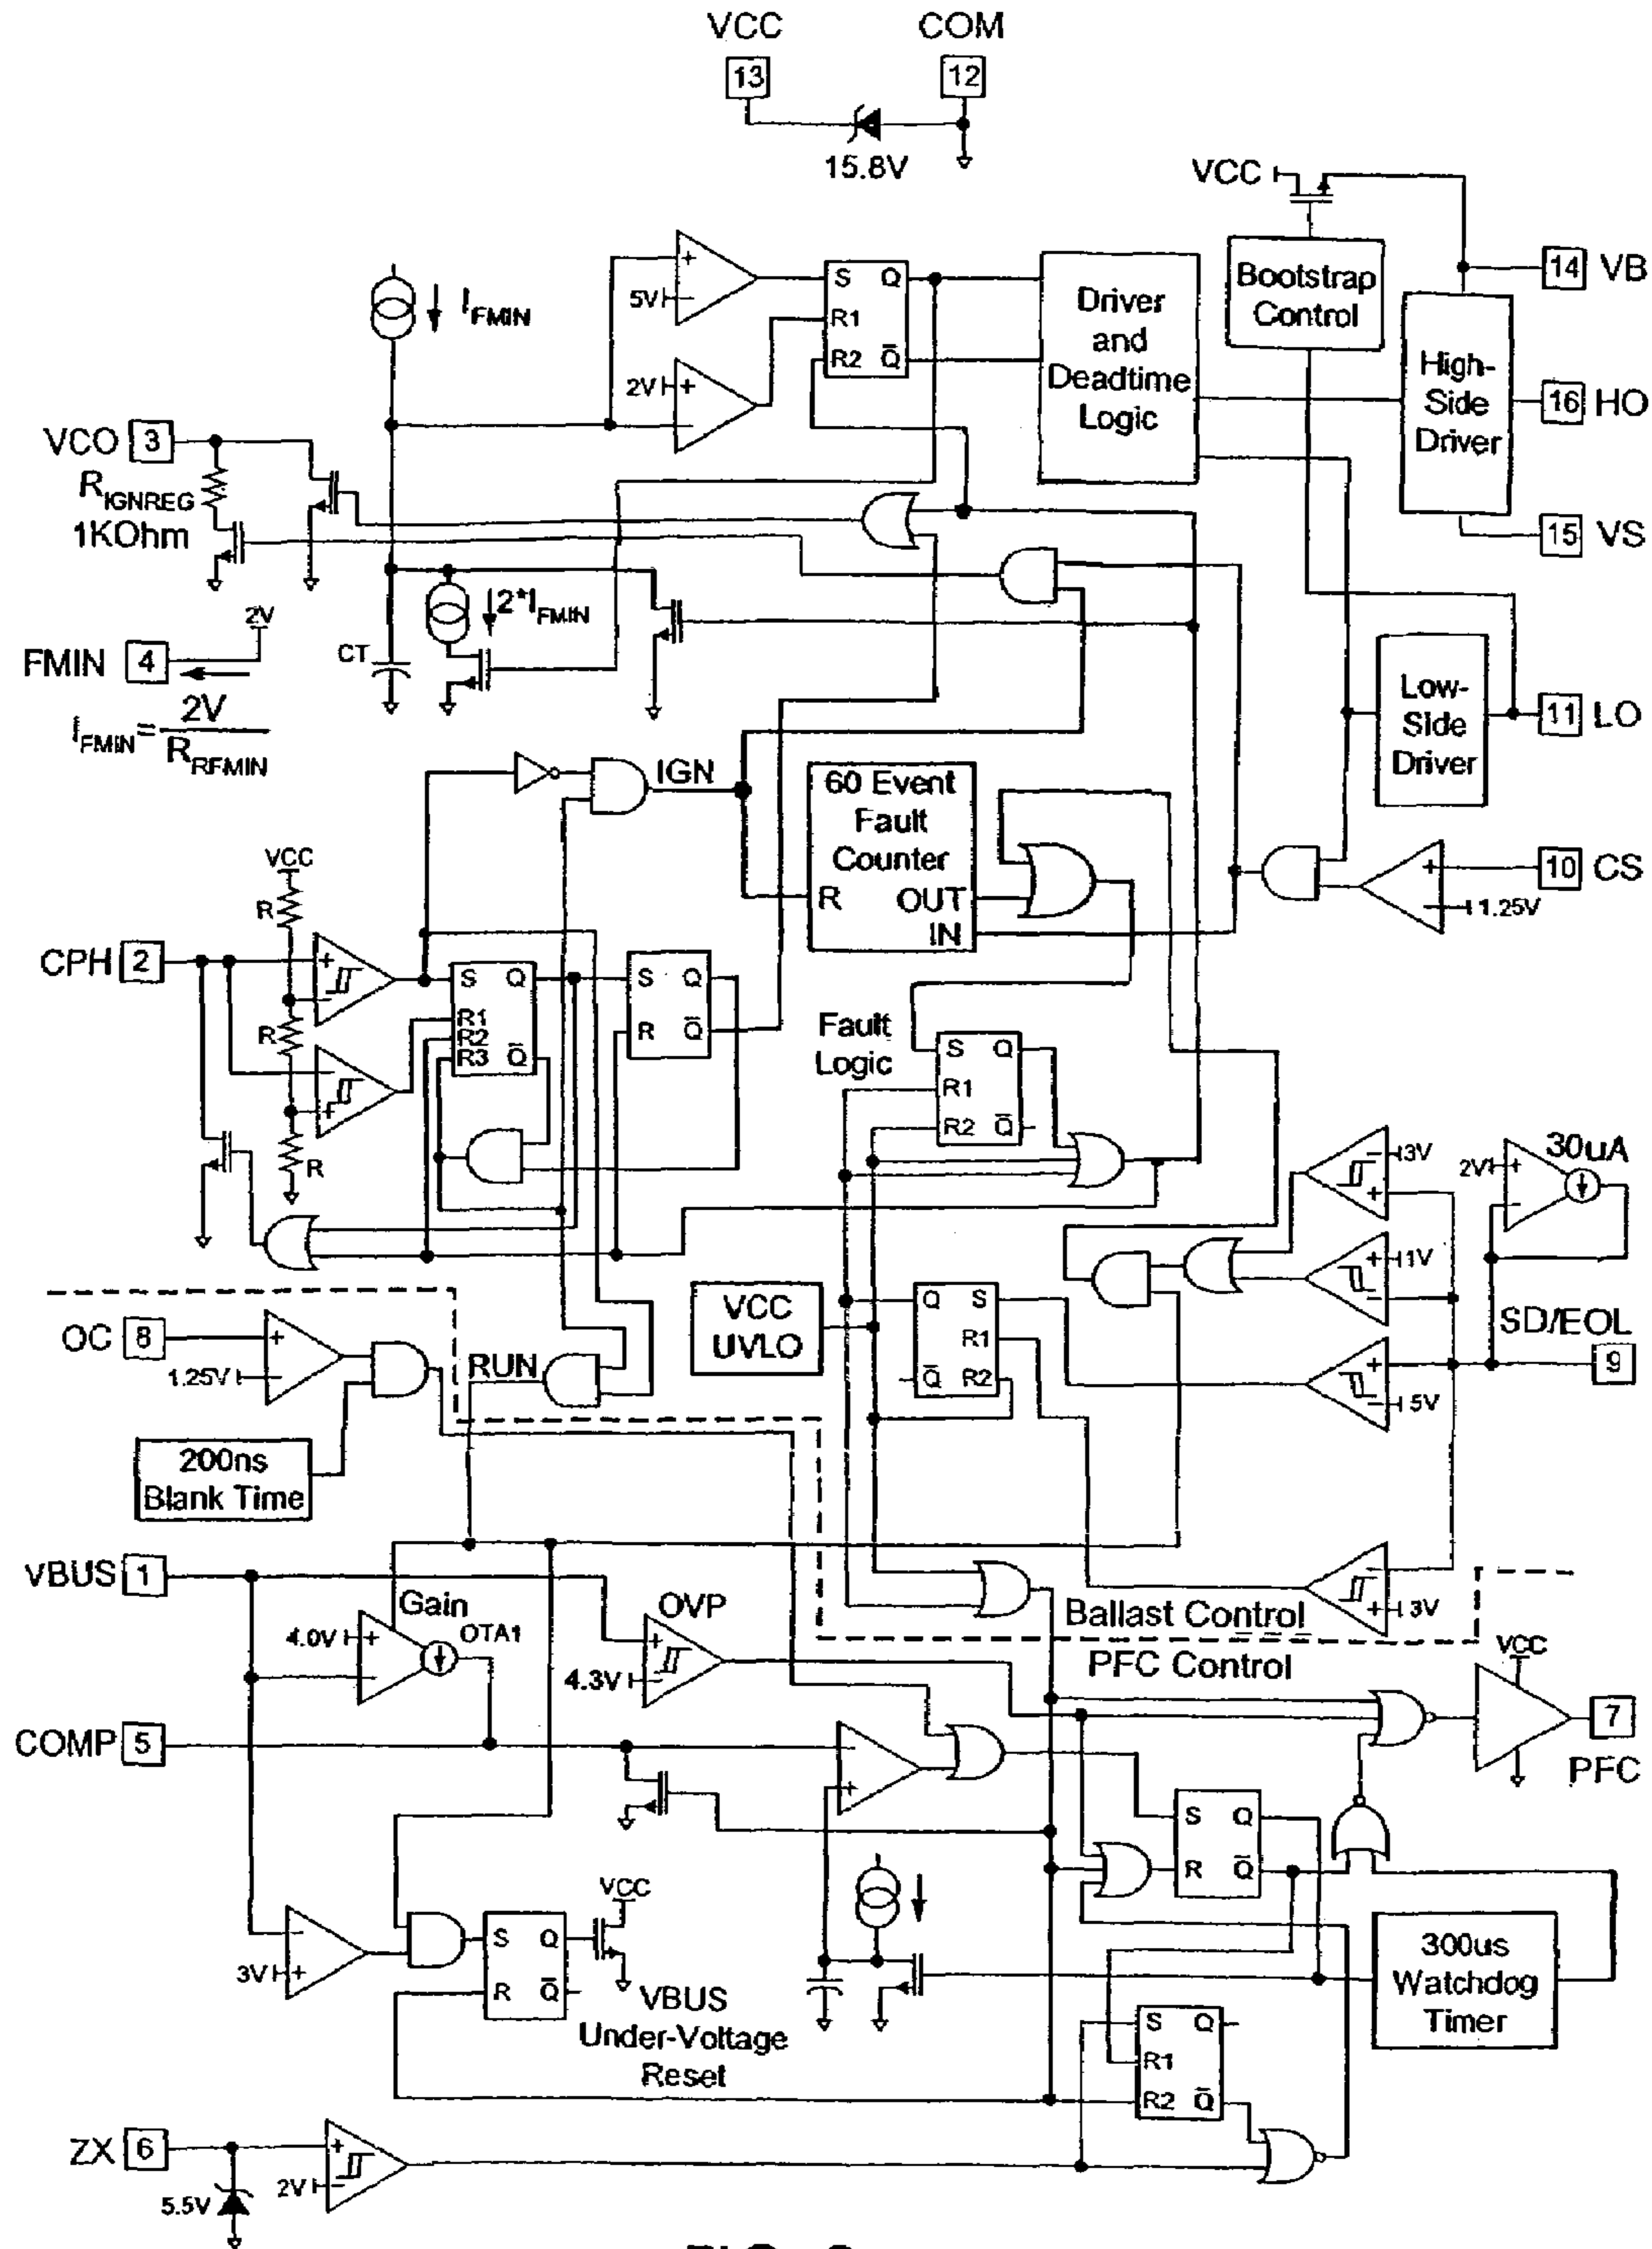 VCC
COM
13
12
15.8V
VCC
Bootstrap
Control
14 VB
High-
Side
Driver
16 HO
15 VS
I FMIN
5V
+
−
2V
+
−
S Q
R1
R2 Q̅
Driver
and
Deadtime
Logic
VCO 3
R IGNREG
1KOhm
2*I FMIN
CT
2V
FMIN 4
I FMIN = 2V / R RFMIN
Low-
Side
Driver
11 LO
IGN
60 Event
Fault
Counter
R OUT
IN
+
−
1.25V
10 CS
VCC
R
R
R
CPH 2
+
−
−
+
S Q
R1
R2
R3 Q̅
S Q
R Q̅
Fault
Logic
S Q
R1
R2 Q̅
3V
−
+
1V
+
−
2V
+
−
30uA
OC 8
+
−
1.25V
RUN
200ns
Blank Time
VCC
UVLO
Q S
R1
Q̅ R2
+
−
5V
SD/EOL
9
−
+
3V
VBUS 1
Gain
4.0V
+
−
OTA1
OVP
+
−
4.3V
Ballast Control
PFC Control
VCC
7
PFC
COMP 5
−
+
S Q
R Q̅
−
+
3V
S Q
R Q̅
VCC
VBUS
Under-Voltage
Reset
300us
Watchdog
Timer
S Q
R1
R2 Q̅
ZX 6
+
−
2V
5.5V